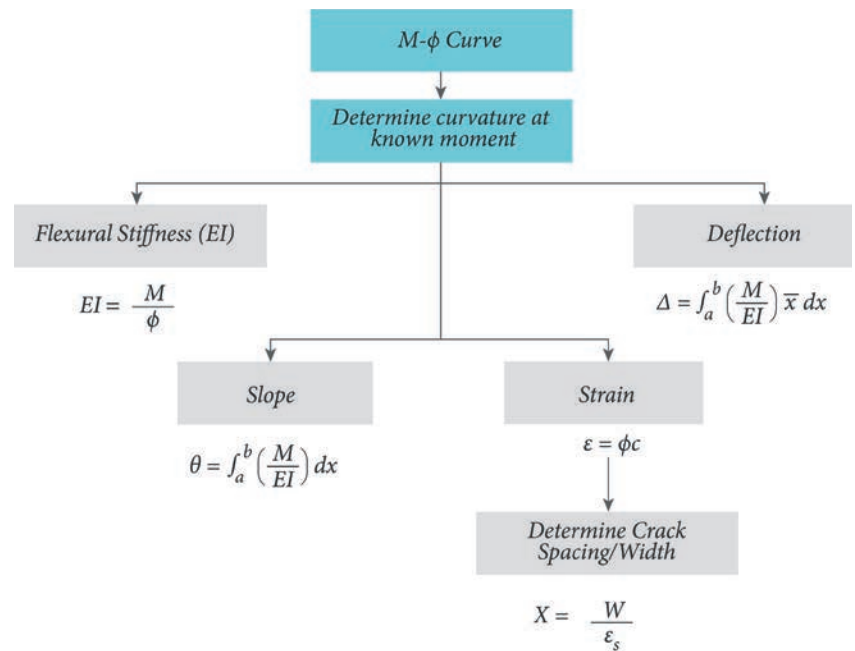 M-ϕ Curve
Determine curvature at
known moment
Flexural Stiffness (EI)
Deflection
EI = M/ϕ
Δ = ∫_a^b (M/EI) x̅ dx
Slope
Strain
θ = ∫_a^b (M/EI) dx
ε = ϕc
Determine Crack
Spacing/Width
X = W/ε_s